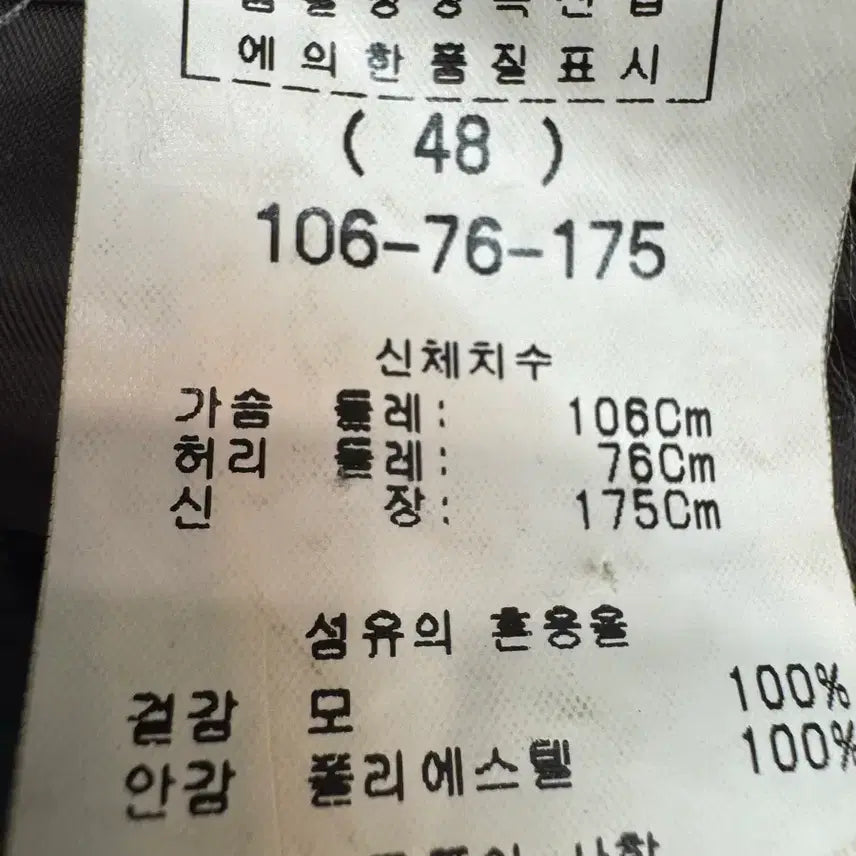 에 의한 품질표시
( 48 )
106-76-175
신체치수
가슴 둘레: 106Cm
허리 둘레: 76Cm
신 장: 175Cm
섬유의 혼용율
겉감 모 100%
안감 폴리에스텔 100%